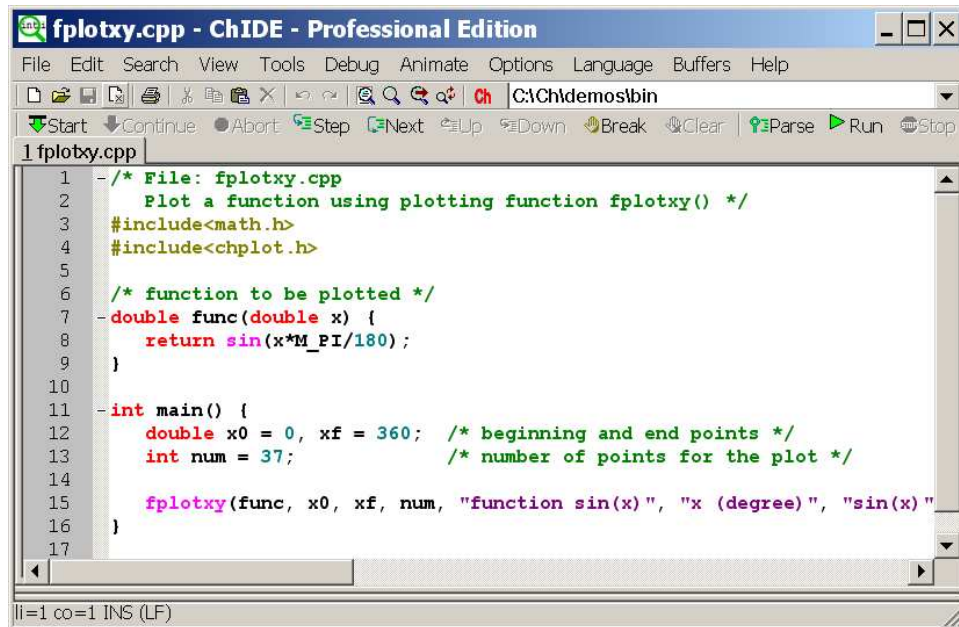 fplotxy.cpp - ChIDE - Professional Edition
File Edit Search View Tools Debug Animate Options Language Buffers Help
Ch C:\Ch\demos\bin
Start Continue Abort Step Next Up Down Break Clear Parse Run Stop
1 fplotxy.cpp
1 /* File: fplotxy.cpp
2 Plot a function using plotting function fplotxy() */
3 #include<math.h>
4 #include<chplot.h>
5
6 /* function to be plotted */
7 double func(double x) {
8 return sin(x*M_PI/180);
9 }
10
11 int main() {
12 double x0 = 0, xf = 360; /* beginning and end points */
13 int num = 37; /* number of points for the plot */
14
15 fplotxy(func, x0, xf, num, "function sin(x)", "x (degree)", "sin(x)"
16 }
17
li=1 co=1 INS (LF)